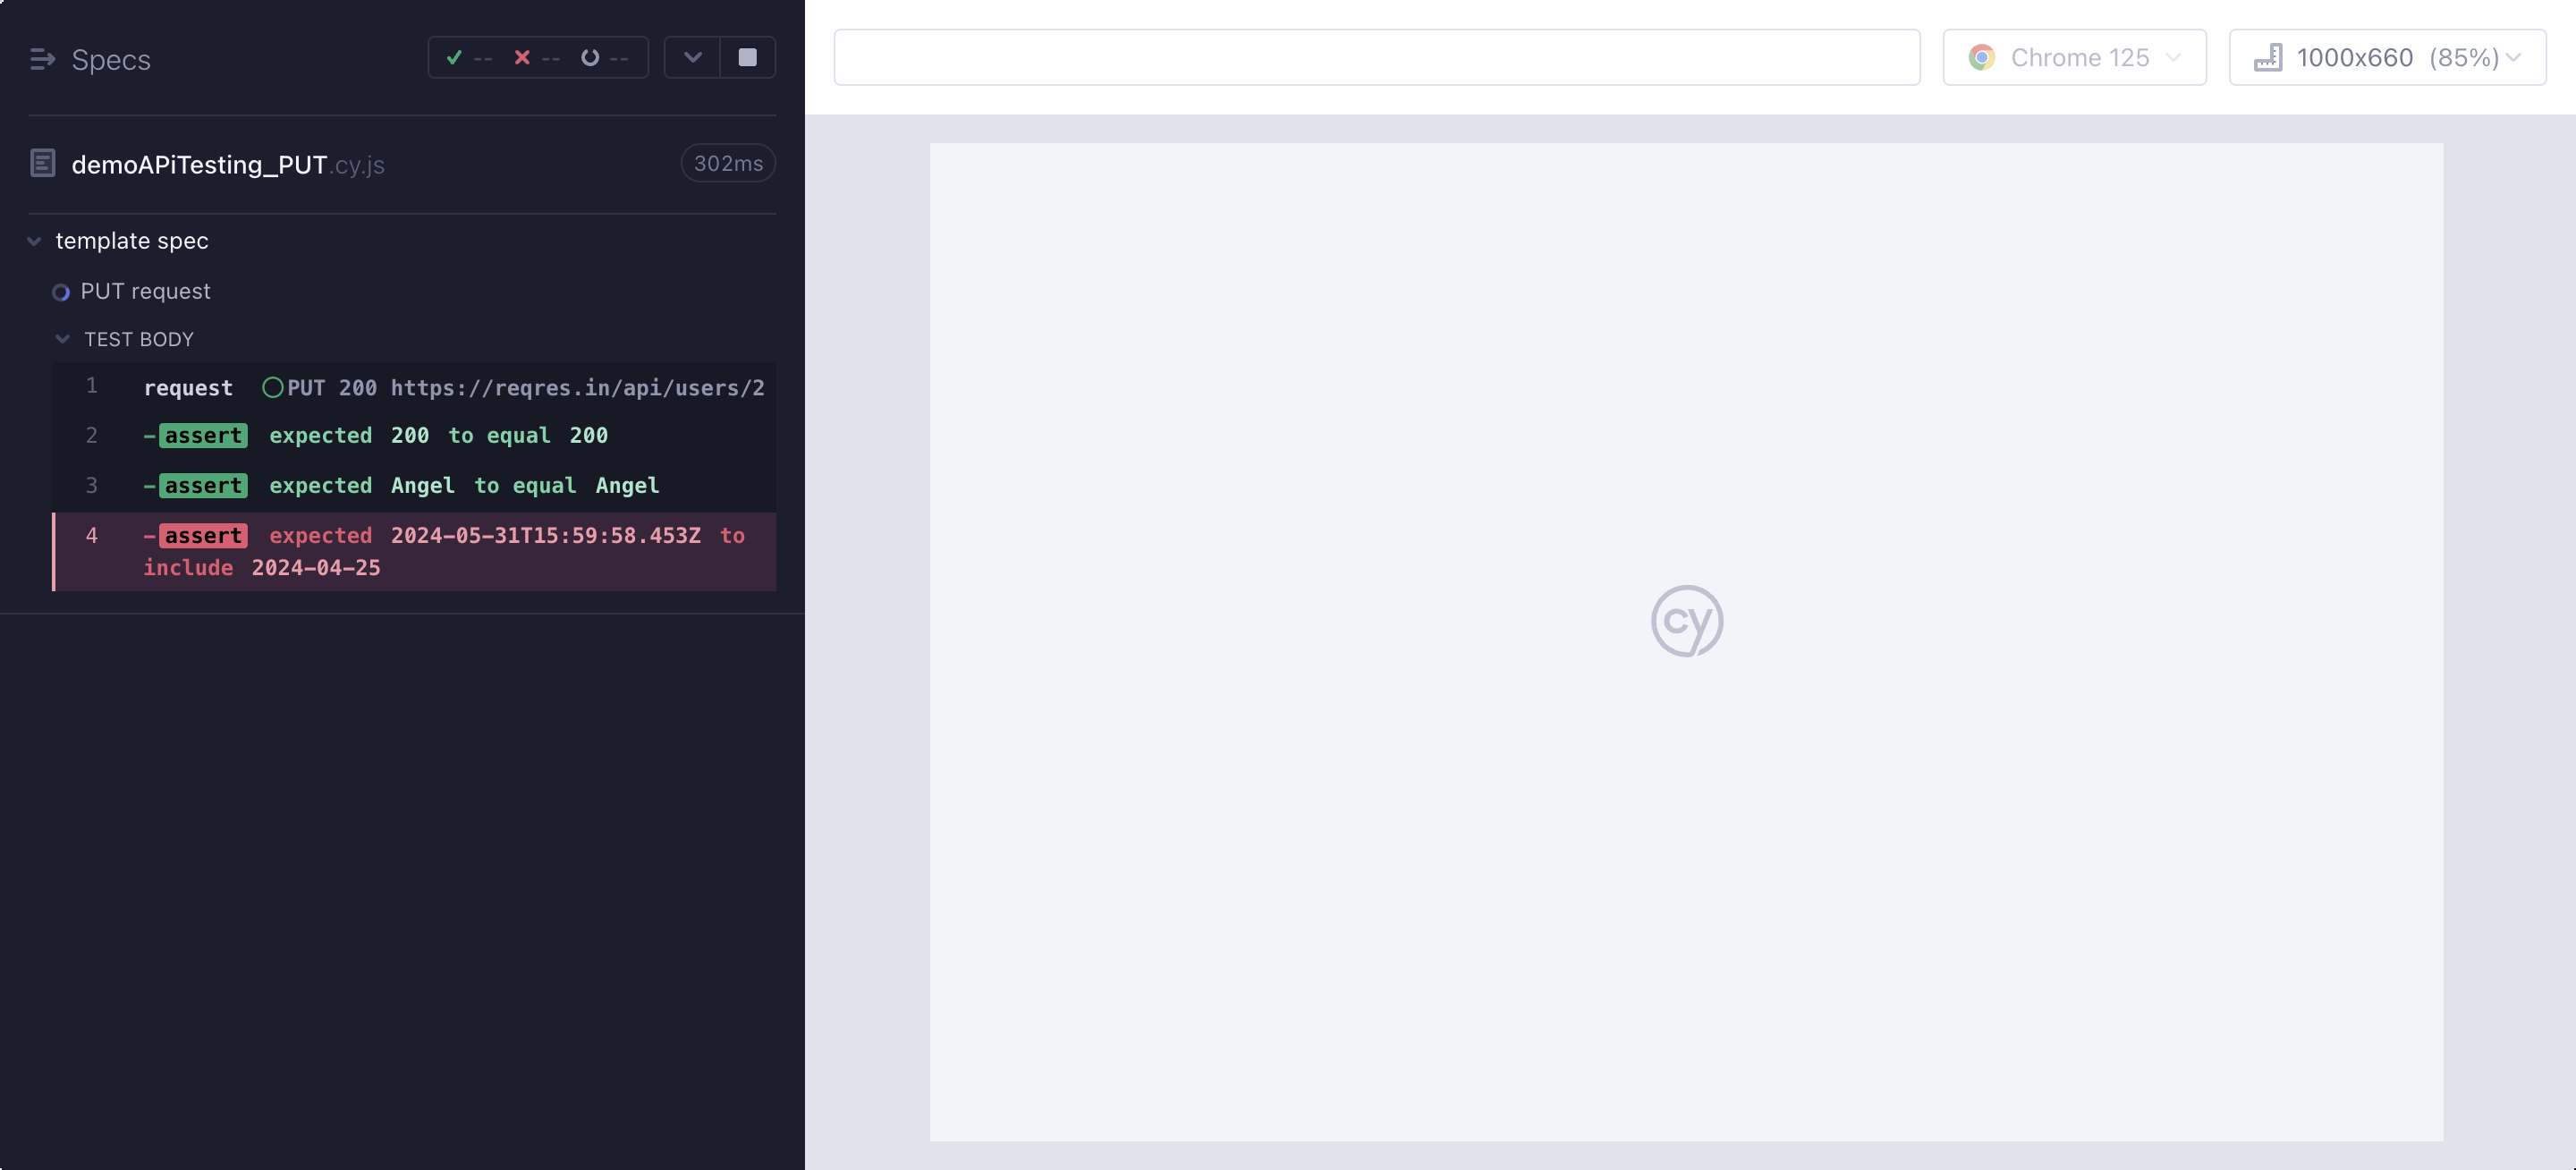 Specs
-- -- --
demoAPiTesting_PUT.cy.js
302ms
template spec
PUT request
TEST BODY
1 request PUT 200 https://reqres.in/api/users/2
2 -assert expected 200 to equal 200
3 -assert expected Angel to equal Angel
4 -assert expected 2024-05-31T15:59:58.453Z to
include 2024-04-25
Chrome 125
1000x660 (85%)
cy